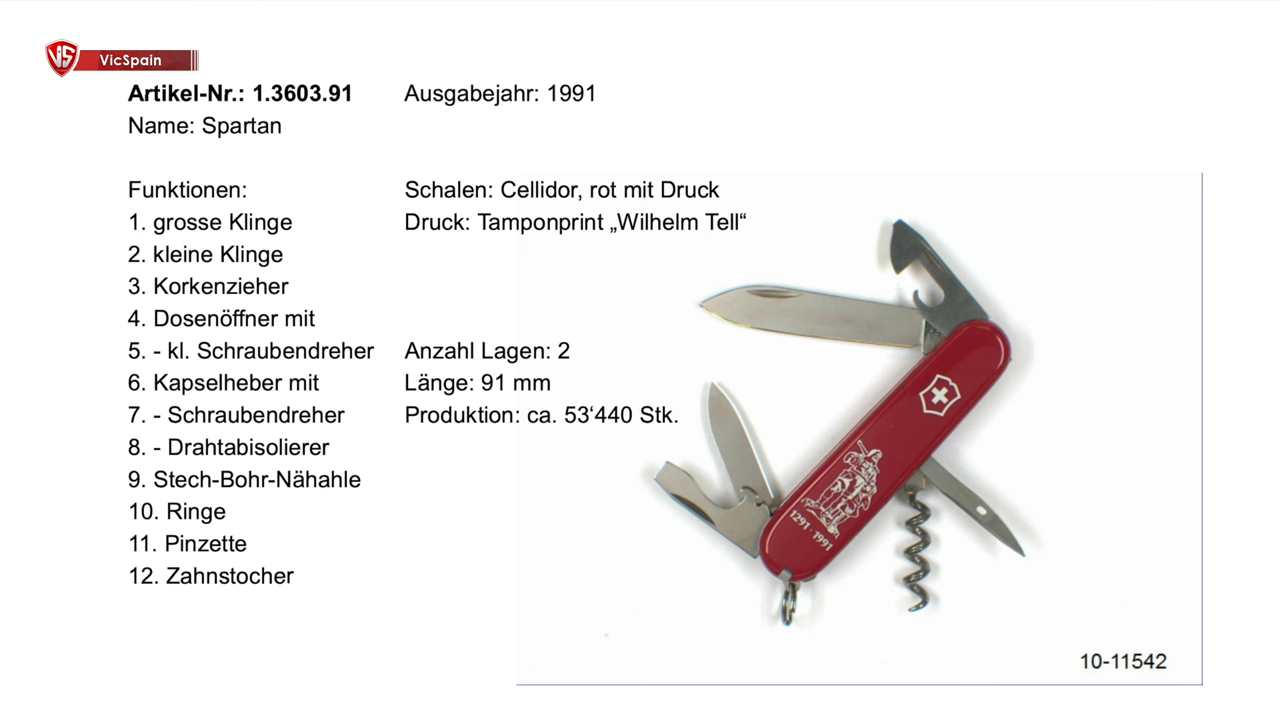 VS VicSpain
Artikel-Nr.: 1.3603.91
Name: Spartan
Ausgabejahr: 1991
Funktionen:
1. grosse Klinge
2. kleine Klinge
3. Korkenzieher
4. Dosenöffner mit
5. - kl. Schraubendreher
6. Kapselheber mit
7. - Schraubendreher
8. - Drahtabisolierer
9. Stech-Bohr-Nähahle
10. Ringe
11. Pinzette
12. Zahnstocher
Schalen: Cellidor, rot mit Druck
Druck: Tamponprint „Wilhelm Tell“
Anzahl Lagen: 2
Länge: 91 mm
Produktion: ca. 53‘440 Stk.
1291 · 1991
10-11542